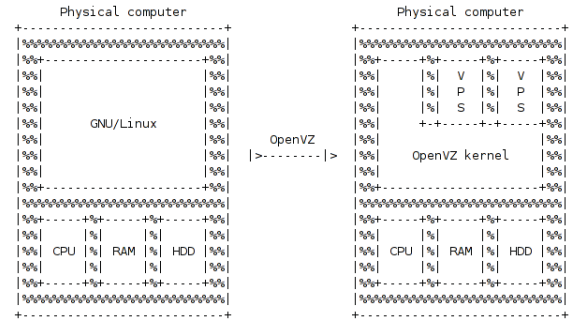 Physical computer
GNU/Linux
CPU RAM HDD
OpenVZ
Physical computer
V V
P P
S S
OpenVZ kernel
CPU RAM HDD